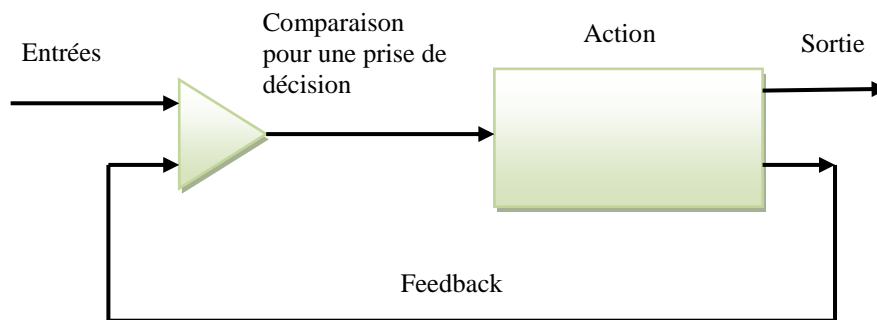 Entrées
Comparaison
pour une prise de
décision
Action
Sortie
Feedback